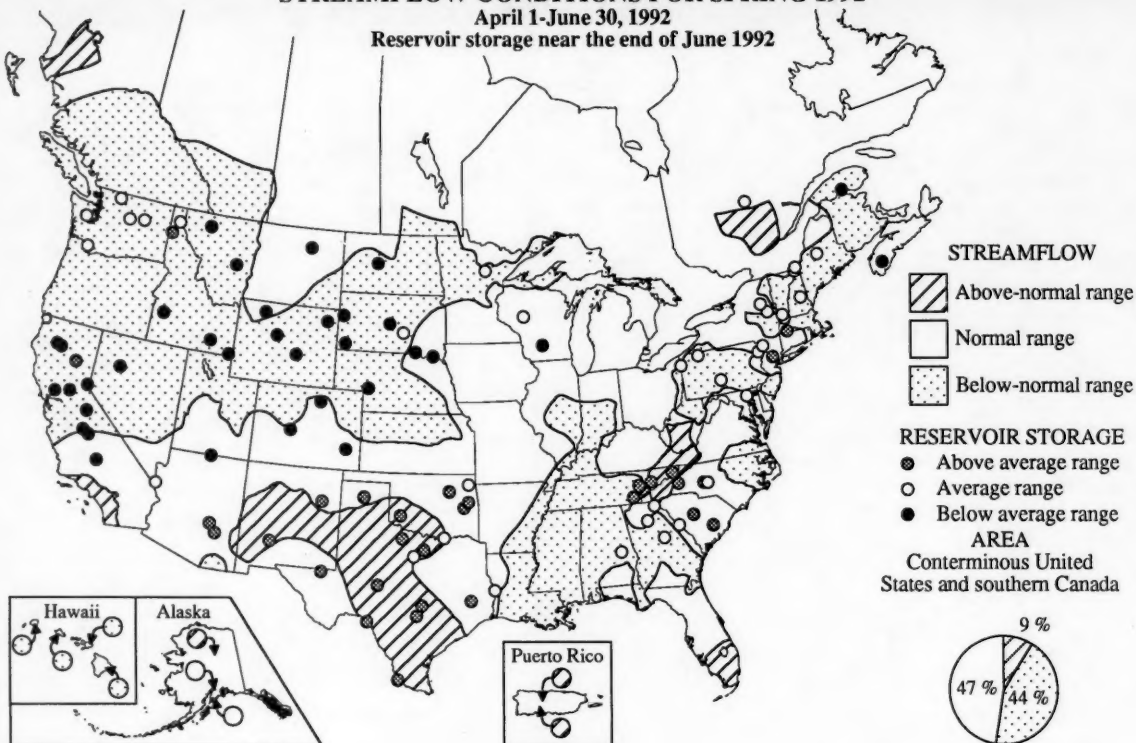 April 1-June 30, 1992
Reservoir storage near the end of June 1992
STREAMFLOW
Above-normal range
Normal range
Below-normal range
RESERVOIR STORAGE
Above average range
Average range
Below average range
AREA
Conterminous United
States and southern Canada
9 %
47 %
44 %
Hawaii
Alaska
Puerto Rico